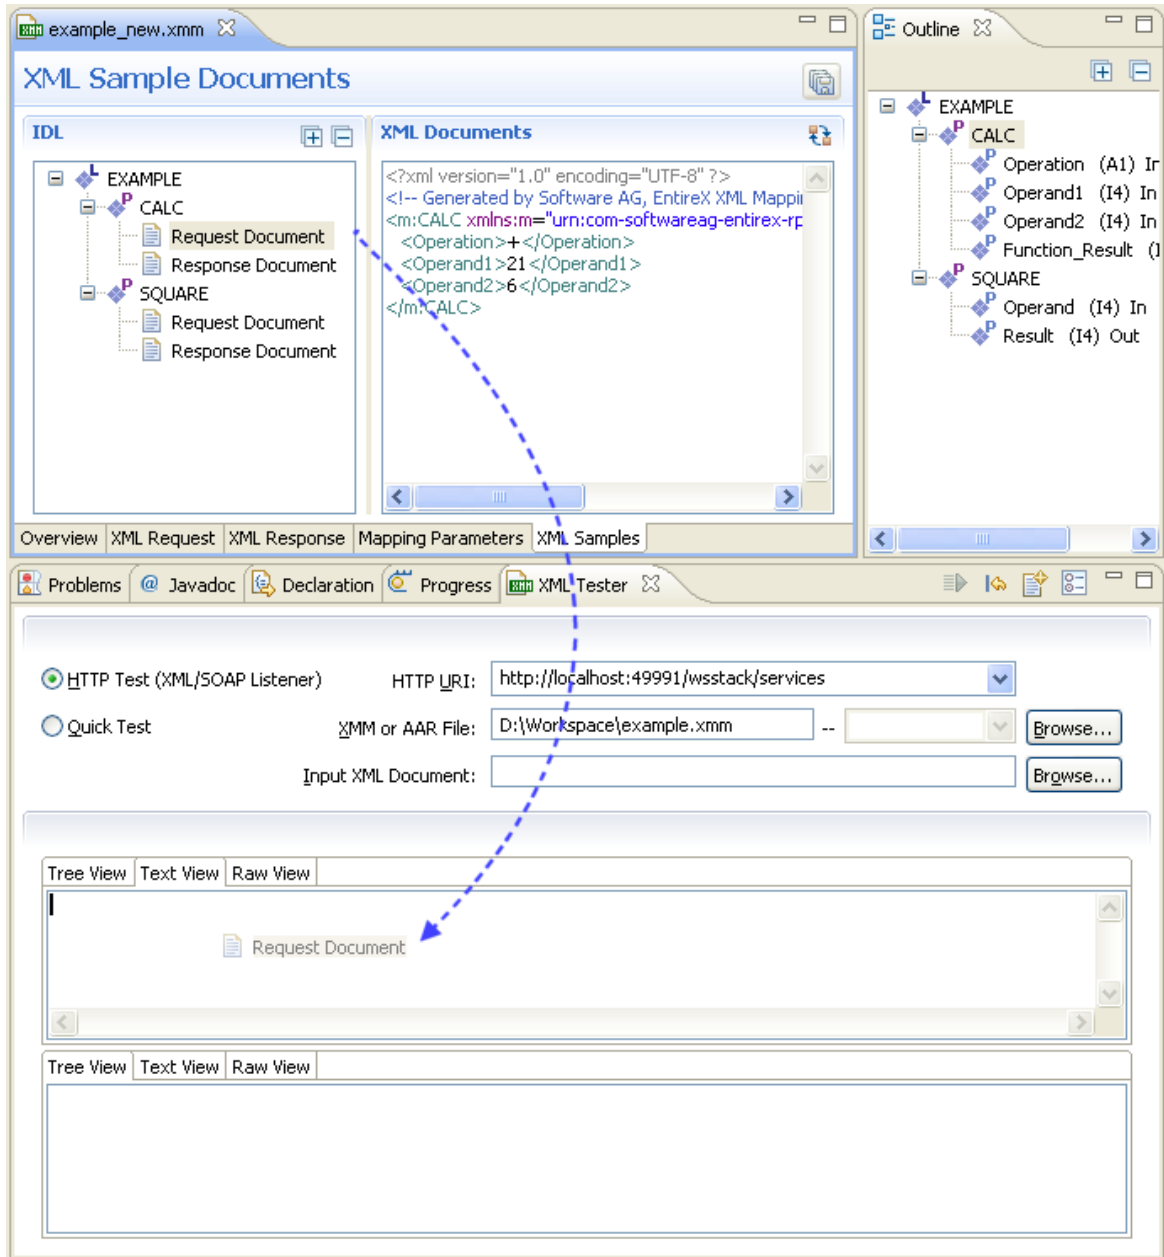 example_new.xmm
XML Sample Documents
IDL
EXAMPLE
CALC
Request Document
Response Document
SQUARE
Request Document
Response Document
XML Documents
<?xml version="1.0" encoding="UTF-8" ?>
<!-- Generated by Software AG, EntireX XML Mappi
<m:CALC xmlns:m="urn:com-softwareag-entirex-rp
<Operation>+</Operation>
<Operand1>21</Operand1>
<Operand2>6</Operand2>
</m:CALC>
Overview XML Request XML Response Mapping Parameters XML Samples
Outline
EXAMPLE
CALC
Operation (A1) In
Operand1 (I4) In
Operand2 (I4) In
Function_Result (I
SQUARE
Operand (I4) In
Result (I4) Out
Problems @ Javadoc Declaration Progress XML Tester
HTTP Test (XML/SOAP Listener) HTTP URI: http://localhost:49991/wsstack/services
Quick Test XMM or AAR File: D:\Workspace\example.xmm -- Browse...
Input XML Document: Browse...
Tree View Text View Raw View
Request Document
Tree View Text View Raw View